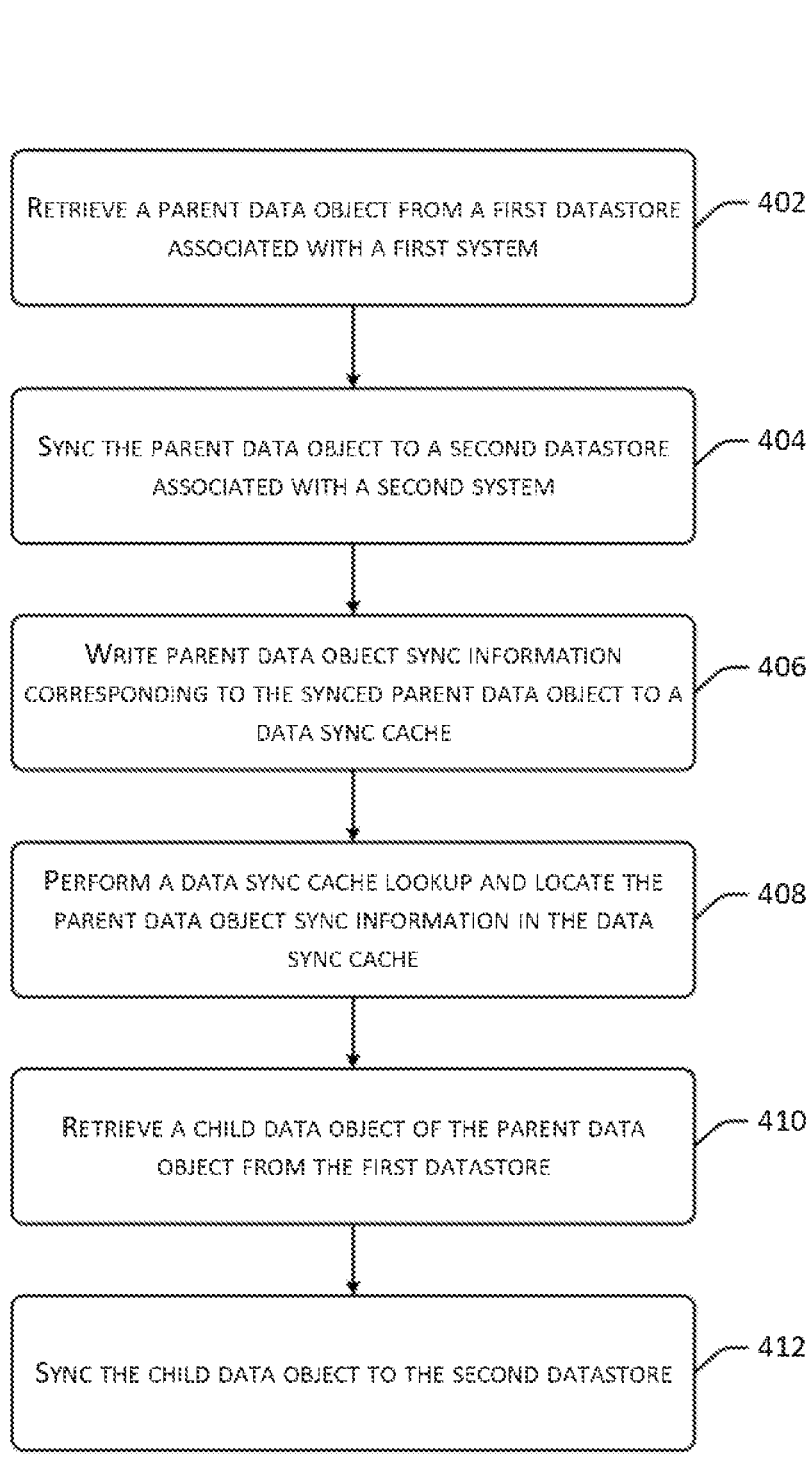 RETRIEVE A PARENT DATA OBJECT FROM A FIRST DATASTORE
ASSOCIATED WITH A FIRST SYSTEM
402
SYNC THE PARENT DATA OBJECT TO A SECOND DATASTORE
ASSOCIATED WITH A SECOND SYSTEM
404
WRITE PARENT DATA OBJECT SYNC INFORMATION
CORRESPONDING TO THE SYNCED PARENT DATA OBJECT TO A
DATA SYNC CACHE
406
PERFORM A DATA SYNC CACHE LOOKUP AND LOCATE THE
PARENT DATA OBJECT SYNC INFORMATION IN THE DATA
SYNC CACHE
408
RETRIEVE A CHILD DATA OBJECT OF THE PARENT DATA
OBJECT FROM THE FIRST DATASTORE
410
SYNC THE CHILD DATA OBJECT TO THE SECOND DATASTORE
412